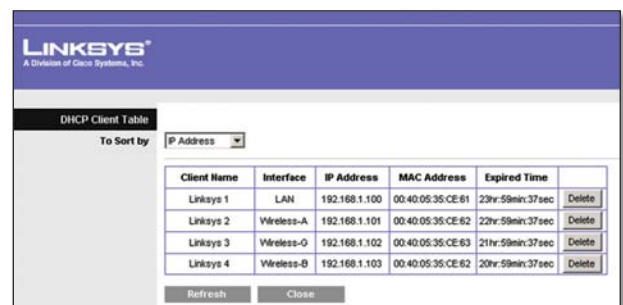 LINKSYS®
A Division of Cisco Systems, Inc.
DHCP Client Table
To Sort by IP Address
Client Name Interface IP Address MAC Address Expired Time
Linksys 1 LAN 192.168.1.100 00:40:05:35:CE:61 23hr:59min:37sec Delete
Linksys 2 Wireless-A 192.168.1.101 00:40:05:35:CE:62 22hr:59min:37sec Delete
Linksys 3 Wireless-G 192.168.1.102 00:40:05:35:CE:63 21hr:59min:37sec Delete
Linksys 4 Wireless-B 192.168.1.103 00:40:05:35:CE:62 20hr:59min:37sec Delete
Refresh Close